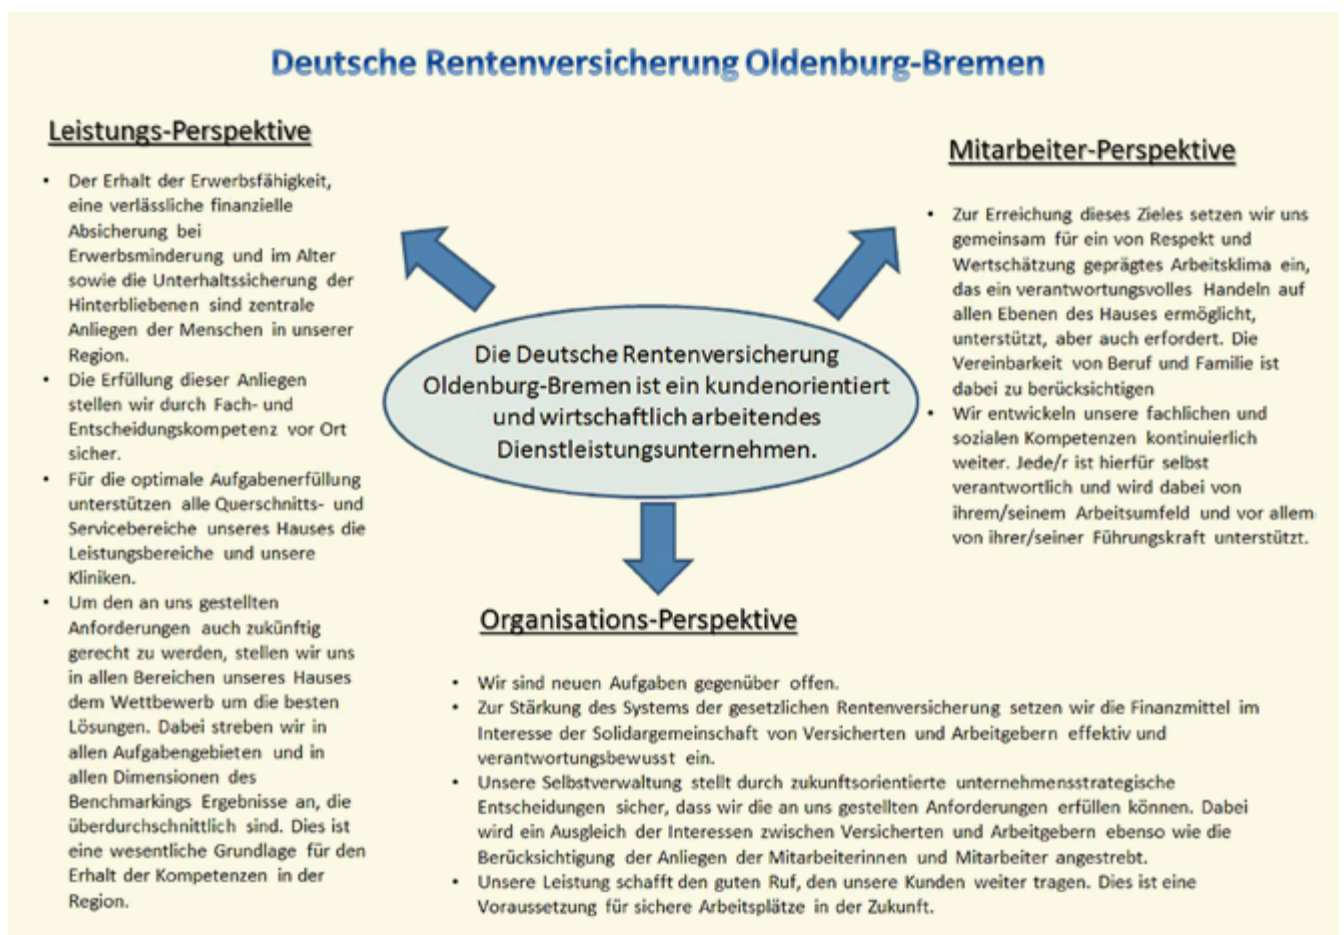 Deutsche Rentenversicherung Oldenburg-Bremen
Leistungs-Perspektive
• Der Erhalt der Erwerbsfähigkeit,
eine verlässliche finanzielle
Absicherung bei
Erwerbsminderung und im Alter
sowie die Unterhaltssicherung der
Hinterbliebenen sind zentrale
Anliegen der Menschen in unserer
Region.
• Die Erfüllung dieser Anliegen
stellen wir durch Fach- und
Entscheidungskompetenz vor Ort
sicher.
• Für die optimale Aufgabenerfüllung
unterstützen alle Querschnitts- und
Servicebereiche unseres Hauses die
Leistungsbereiche und unsere
Kliniken.
• Um den an uns gestellten
Anforderungen auch zukünftig
gerecht zu werden, stellen wir uns
in allen Bereichen unseres Hauses
dem Wettbewerb um die besten
Lösungen. Dabei streben wir in
allen Aufgabengebieten und in
allen Dimensionen des
Benchmarkings Ergebnisse an, die
überdurchschnittlich sind. Dies ist
eine wesentliche Grundlage für den
Erhalt der Kompetenzen in der
Region.
Die Deutsche Rentenversicherung
Oldenburg-Bremen ist ein kundenorientiert
und wirtschaftlich arbeitendes
Dienstleistungsunternehmen.
Mitarbeiter-Perspektive
• Zur Erreichung dieses Zieles setzen wir uns
gemeinsam für ein von Respekt und
Wertschätzung geprägtes Arbeitsklima ein,
das ein verantwortungsvolles Handeln auf
allen Ebenen des Hauses ermöglicht,
unterstützt, aber auch erfordert. Die
Vereinbarkeit von Beruf und Familie ist
dabei zu berücksichtigen
• Wir entwickeln unsere fachlichen und
sozialen Kompetenzen kontinuierlich
weiter. Jede/r ist hierfür selbst
verantwortlich und wird dabei von
ihrem/seinem Arbeitsumfeld und vor allem
von ihrer/seiner Führungskraft unterstützt.
Organisations-Perspektive
• Wir sind neuen Aufgaben gegenüber offen.
• Zur Stärkung des Systems der gesetzlichen Rentenversicherung setzen wir die Finanzmittel im
Interesse der Solidargemeinschaft von Versicherten und Arbeitgebern effektiv und
verantwortungsbewusst ein.
• Unsere Selbstverwaltung stellt durch zukunftsorientierte unternehmensstrategische
Entscheidungen sicher, dass wir die an uns gestellten Anforderungen erfüllen können. Dabei
wird ein Ausgleich der Interessen zwischen Versicherten und Arbeitgebern ebenso wie die
Berücksichtigung der Anliegen der Mitarbeiterinnen und Mitarbeiter angestrebt.
• Unsere Leistung schafft den guten Ruf, den unsere Kunden weiter tragen. Dies ist eine
Voraussetzung für sichere Arbeitsplätze in der Zukunft.